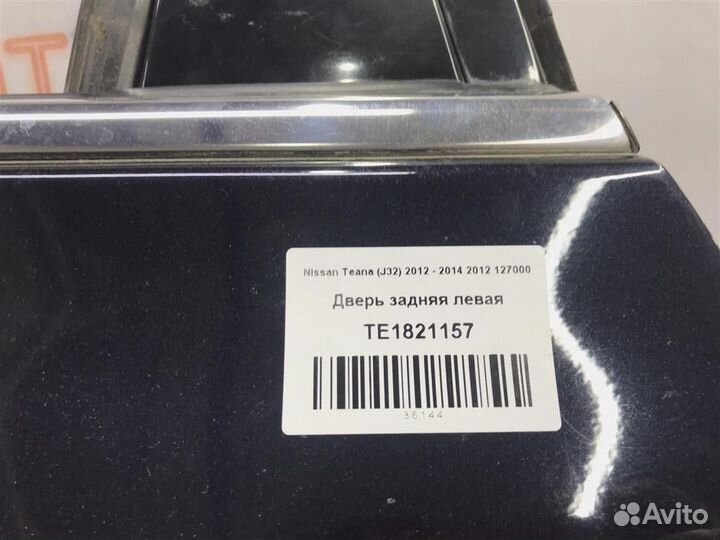 Nissan Teana (J32) 2012 - 2014 2012 127000
Дверь задняя левая
TE1821157
36144
Avito